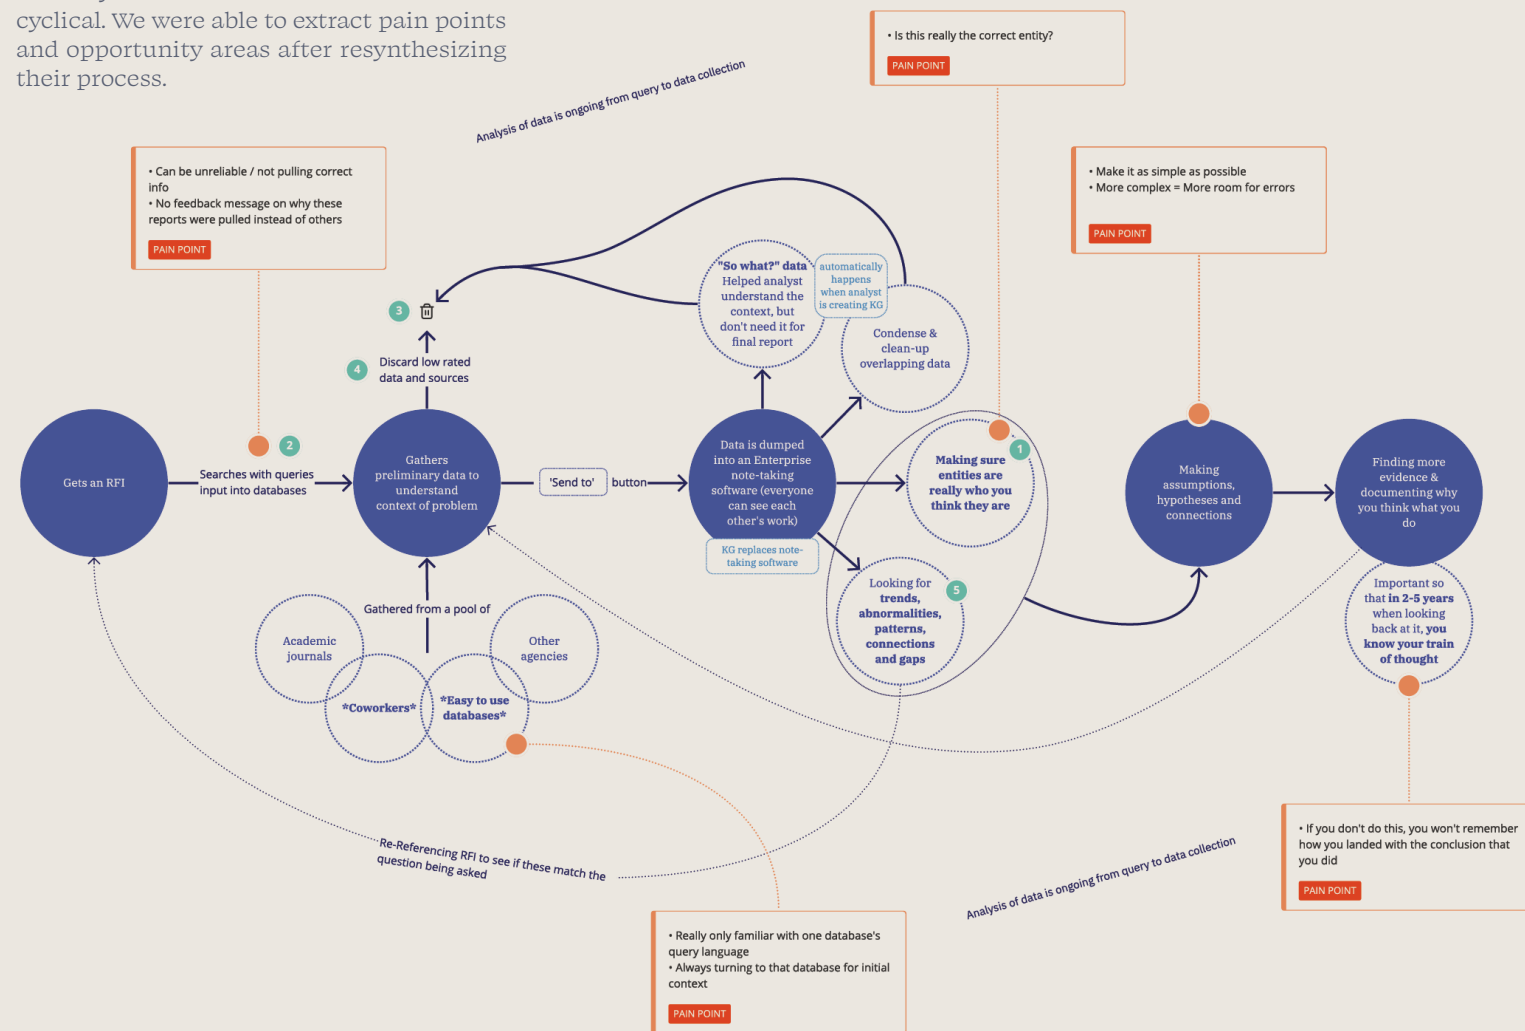 cyclical. We were able to extract pain points
and opportunity areas after resynthesizing
their process.
• Is this really the correct entity?
PAIN POINT
Analysis of data is ongoing from query to data collection
• Can be unreliable / not pulling correct
info
• No feedback message on why these
reports were pulled instead of others
PAIN POINT
• Make it as simple as possible
• More complex = More room for errors
PAIN POINT
"So what?" data
Helped analyst
understand the
context, but
don't need it for
final report
automatically
happens
when analyst
is creating KG
Condense &
clean-up
overlapping data
3
4
Discard low rated
data and sources
2
Gets an RFI
Searches with queries
input into databases
Gathers
preliminary data to
understand
context of problem
'Send to'
button
Data is dumped
into an Enterprise
note-taking
software (everyone
can see each
other's work)
KG replaces note-
taking software
1
Making sure
entities are
really who you
think they are
Looking for
trends,
abnormalities,
patterns,
connections
and gaps
5
Making
assumptions,
hypotheses and
connections
Finding more
evidence &
documenting why
you think what you
do
Important so
that in 2-5 years
when looking
back at it, you
know your train
of thought
Gathered from a pool of
Academic
journals
*Coworkers*
*Easy to use
databases*
Other
agencies
Re-Referencing RFI to see if these match the
question being asked
Analysis of data is ongoing from query to data collection
• If you don't do this, you won't remember
how you landed with the conclusion that
you did
PAIN POINT
• Really only familiar with one database's
query language
• Always turning to that database for initial
context
PAIN POINT